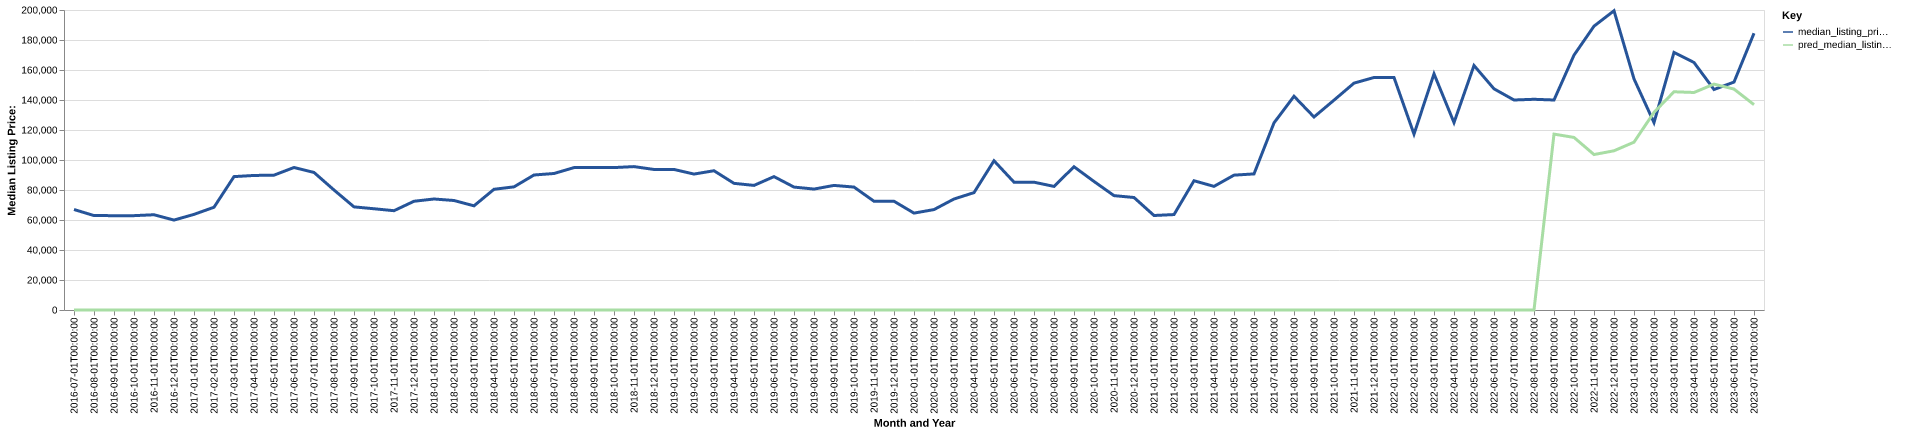 200,000
180,000
160,000
140,000
120,000
100,000
80,000
60,000
40,000
20,000
0
Median Listing Price:
2016-07-01T00:00:00
2016-08-01T00:00:00
2016-09-01T00:00:00
2016-10-01T00:00:00
2016-11-01T00:00:00
2016-12-01T00:00:00
2017-01-01T00:00:00
2017-02-01T00:00:00
2017-03-01T00:00:00
2017-04-01T00:00:00
2017-05-01T00:00:00
2017-06-01T00:00:00
2017-07-01T00:00:00
2017-08-01T00:00:00
2017-09-01T00:00:00
2017-10-01T00:00:00
2017-11-01T00:00:00
2017-12-01T00:00:00
2018-01-01T00:00:00
2018-02-01T00:00:00
2018-03-01T00:00:00
2018-04-01T00:00:00
2018-05-01T00:00:00
2018-06-01T00:00:00
2018-07-01T00:00:00
2018-08-01T00:00:00
2018-09-01T00:00:00
2018-10-01T00:00:00
2018-11-01T00:00:00
2018-12-01T00:00:00
2019-01-01T00:00:00
2019-02-01T00:00:00
2019-03-01T00:00:00
2019-04-01T00:00:00
2019-05-01T00:00:00
2019-06-01T00:00:00
2019-07-01T00:00:00
2019-08-01T00:00:00
2019-09-01T00:00:00
2019-10-01T00:00:00
2019-11-01T00:00:00
2019-12-01T00:00:00
2020-01-01T00:00:00
2020-02-01T00:00:00
2020-03-01T00:00:00
2020-04-01T00:00:00
2020-05-01T00:00:00
2020-06-01T00:00:00
2020-07-01T00:00:00
2020-08-01T00:00:00
2020-09-01T00:00:00
2020-10-01T00:00:00
2020-11-01T00:00:00
2020-12-01T00:00:00
2021-01-01T00:00:00
2021-02-01T00:00:00
2021-03-01T00:00:00
2021-04-01T00:00:00
2021-05-01T00:00:00
2021-06-01T00:00:00
2021-07-01T00:00:00
2021-08-01T00:00:00
2021-09-01T00:00:00
2021-10-01T00:00:00
2021-11-01T00:00:00
2021-12-01T00:00:00
2022-01-01T00:00:00
2022-02-01T00:00:00
2022-03-01T00:00:00
2022-04-01T00:00:00
2022-05-01T00:00:00
2022-06-01T00:00:00
2022-07-01T00:00:00
2022-08-01T00:00:00
2022-09-01T00:00:00
2022-10-01T00:00:00
2022-11-01T00:00:00
2022-12-01T00:00:00
2023-01-01T00:00:00
2023-02-01T00:00:00
2023-03-01T00:00:00
2023-04-01T00:00:00
2023-05-01T00:00:00
2023-06-01T00:00:00
2023-07-01T00:00:00
Month and Year
Key
median_listing_pri...
pred_median_listin...